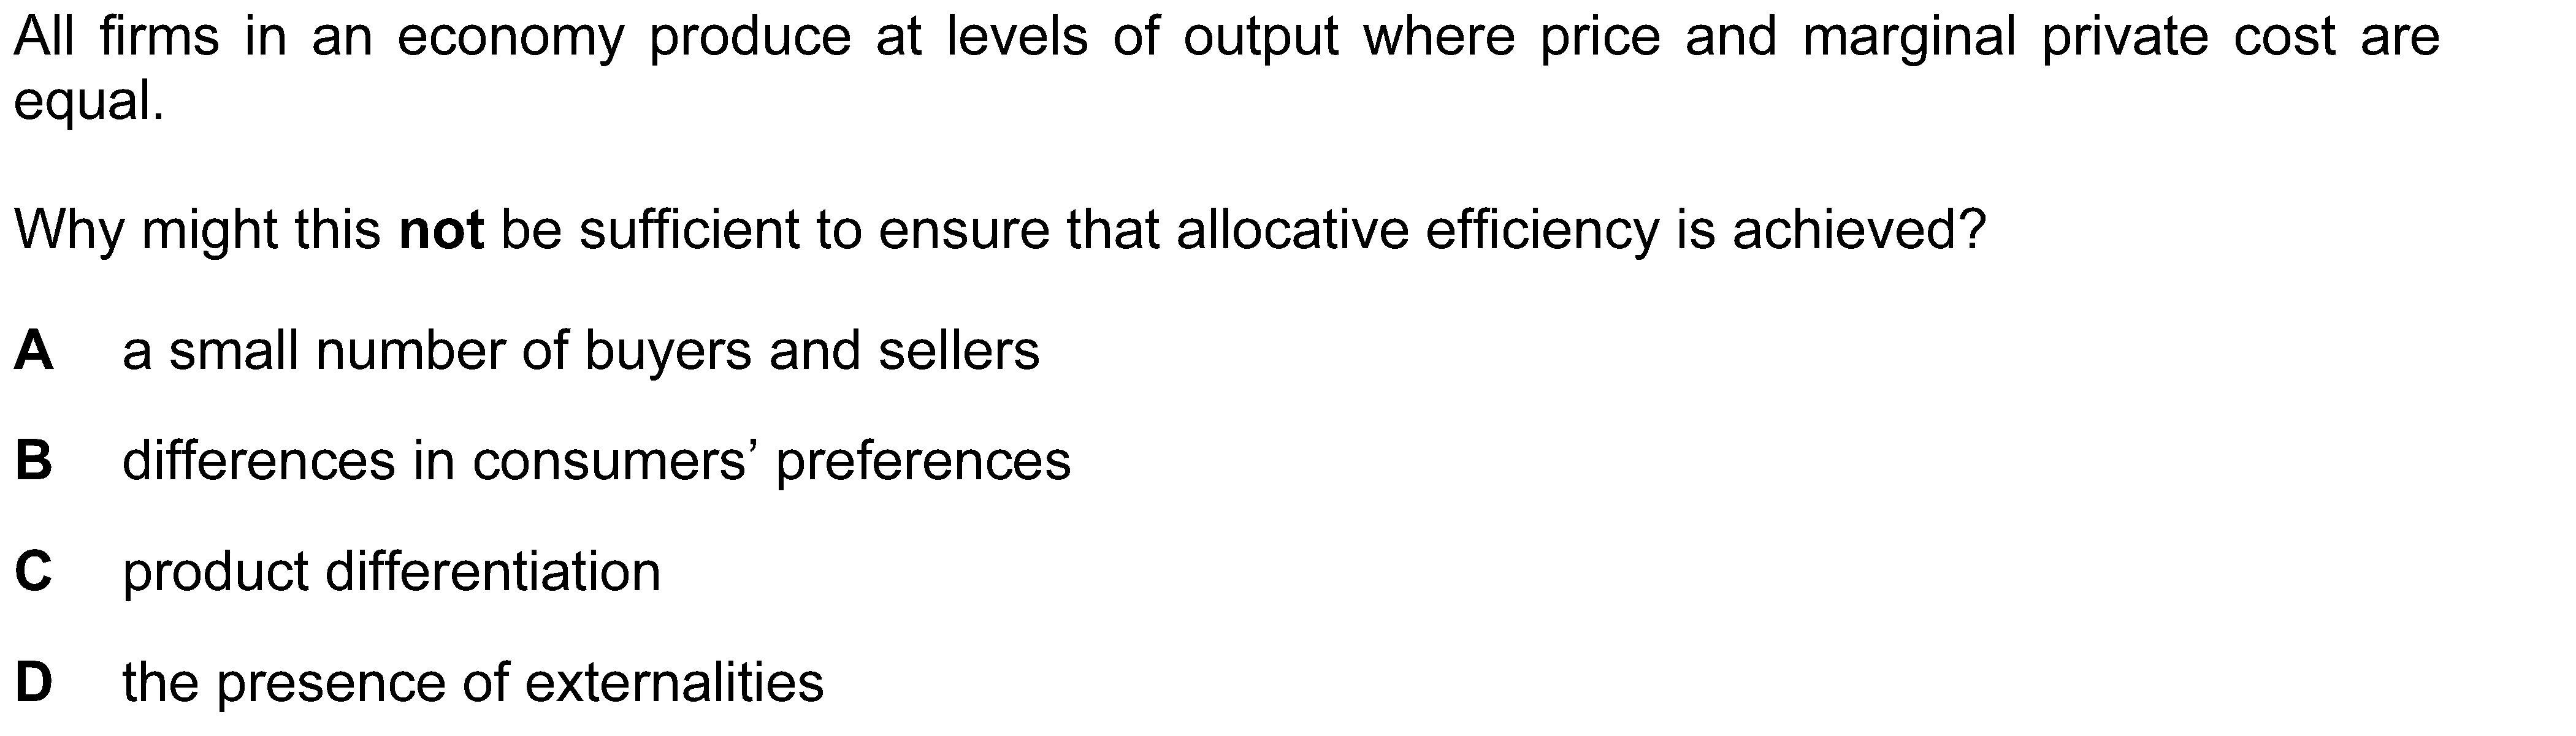 All firms in an economy produce at levels of output where price and marginal private cost are
equal.
Why might this not be sufficient to ensure that allocative efficiency is achieved?
A a small number of buyers and sellers
B differences in consumers’ preferences
C product differentiation
D the presence of externalities